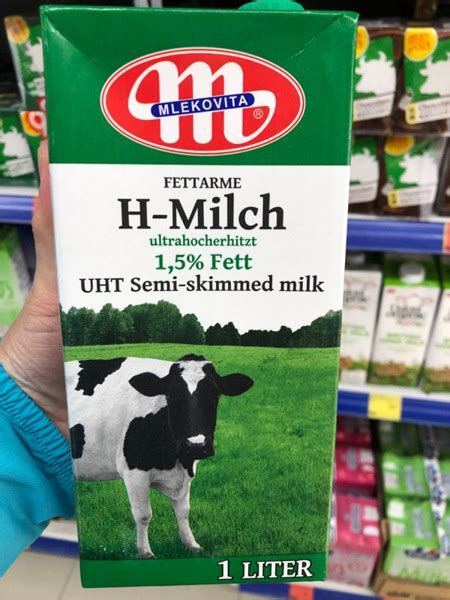 m
MLEKOVITA
®
FETTARME
H-Milch
ultrahocherhitzt
1,5% Fett
UHT Semi-skimmed milk
1 LITER